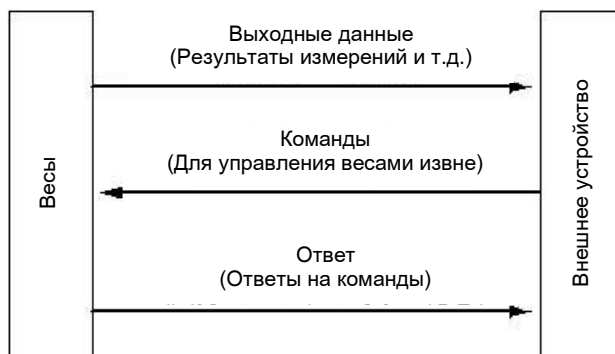 Выходные данные
(Результаты измерений и т.д.)
Весы
Команды
(Для управления весами извне)
Внешнее устройство
Ответ
(Ответы на команды)